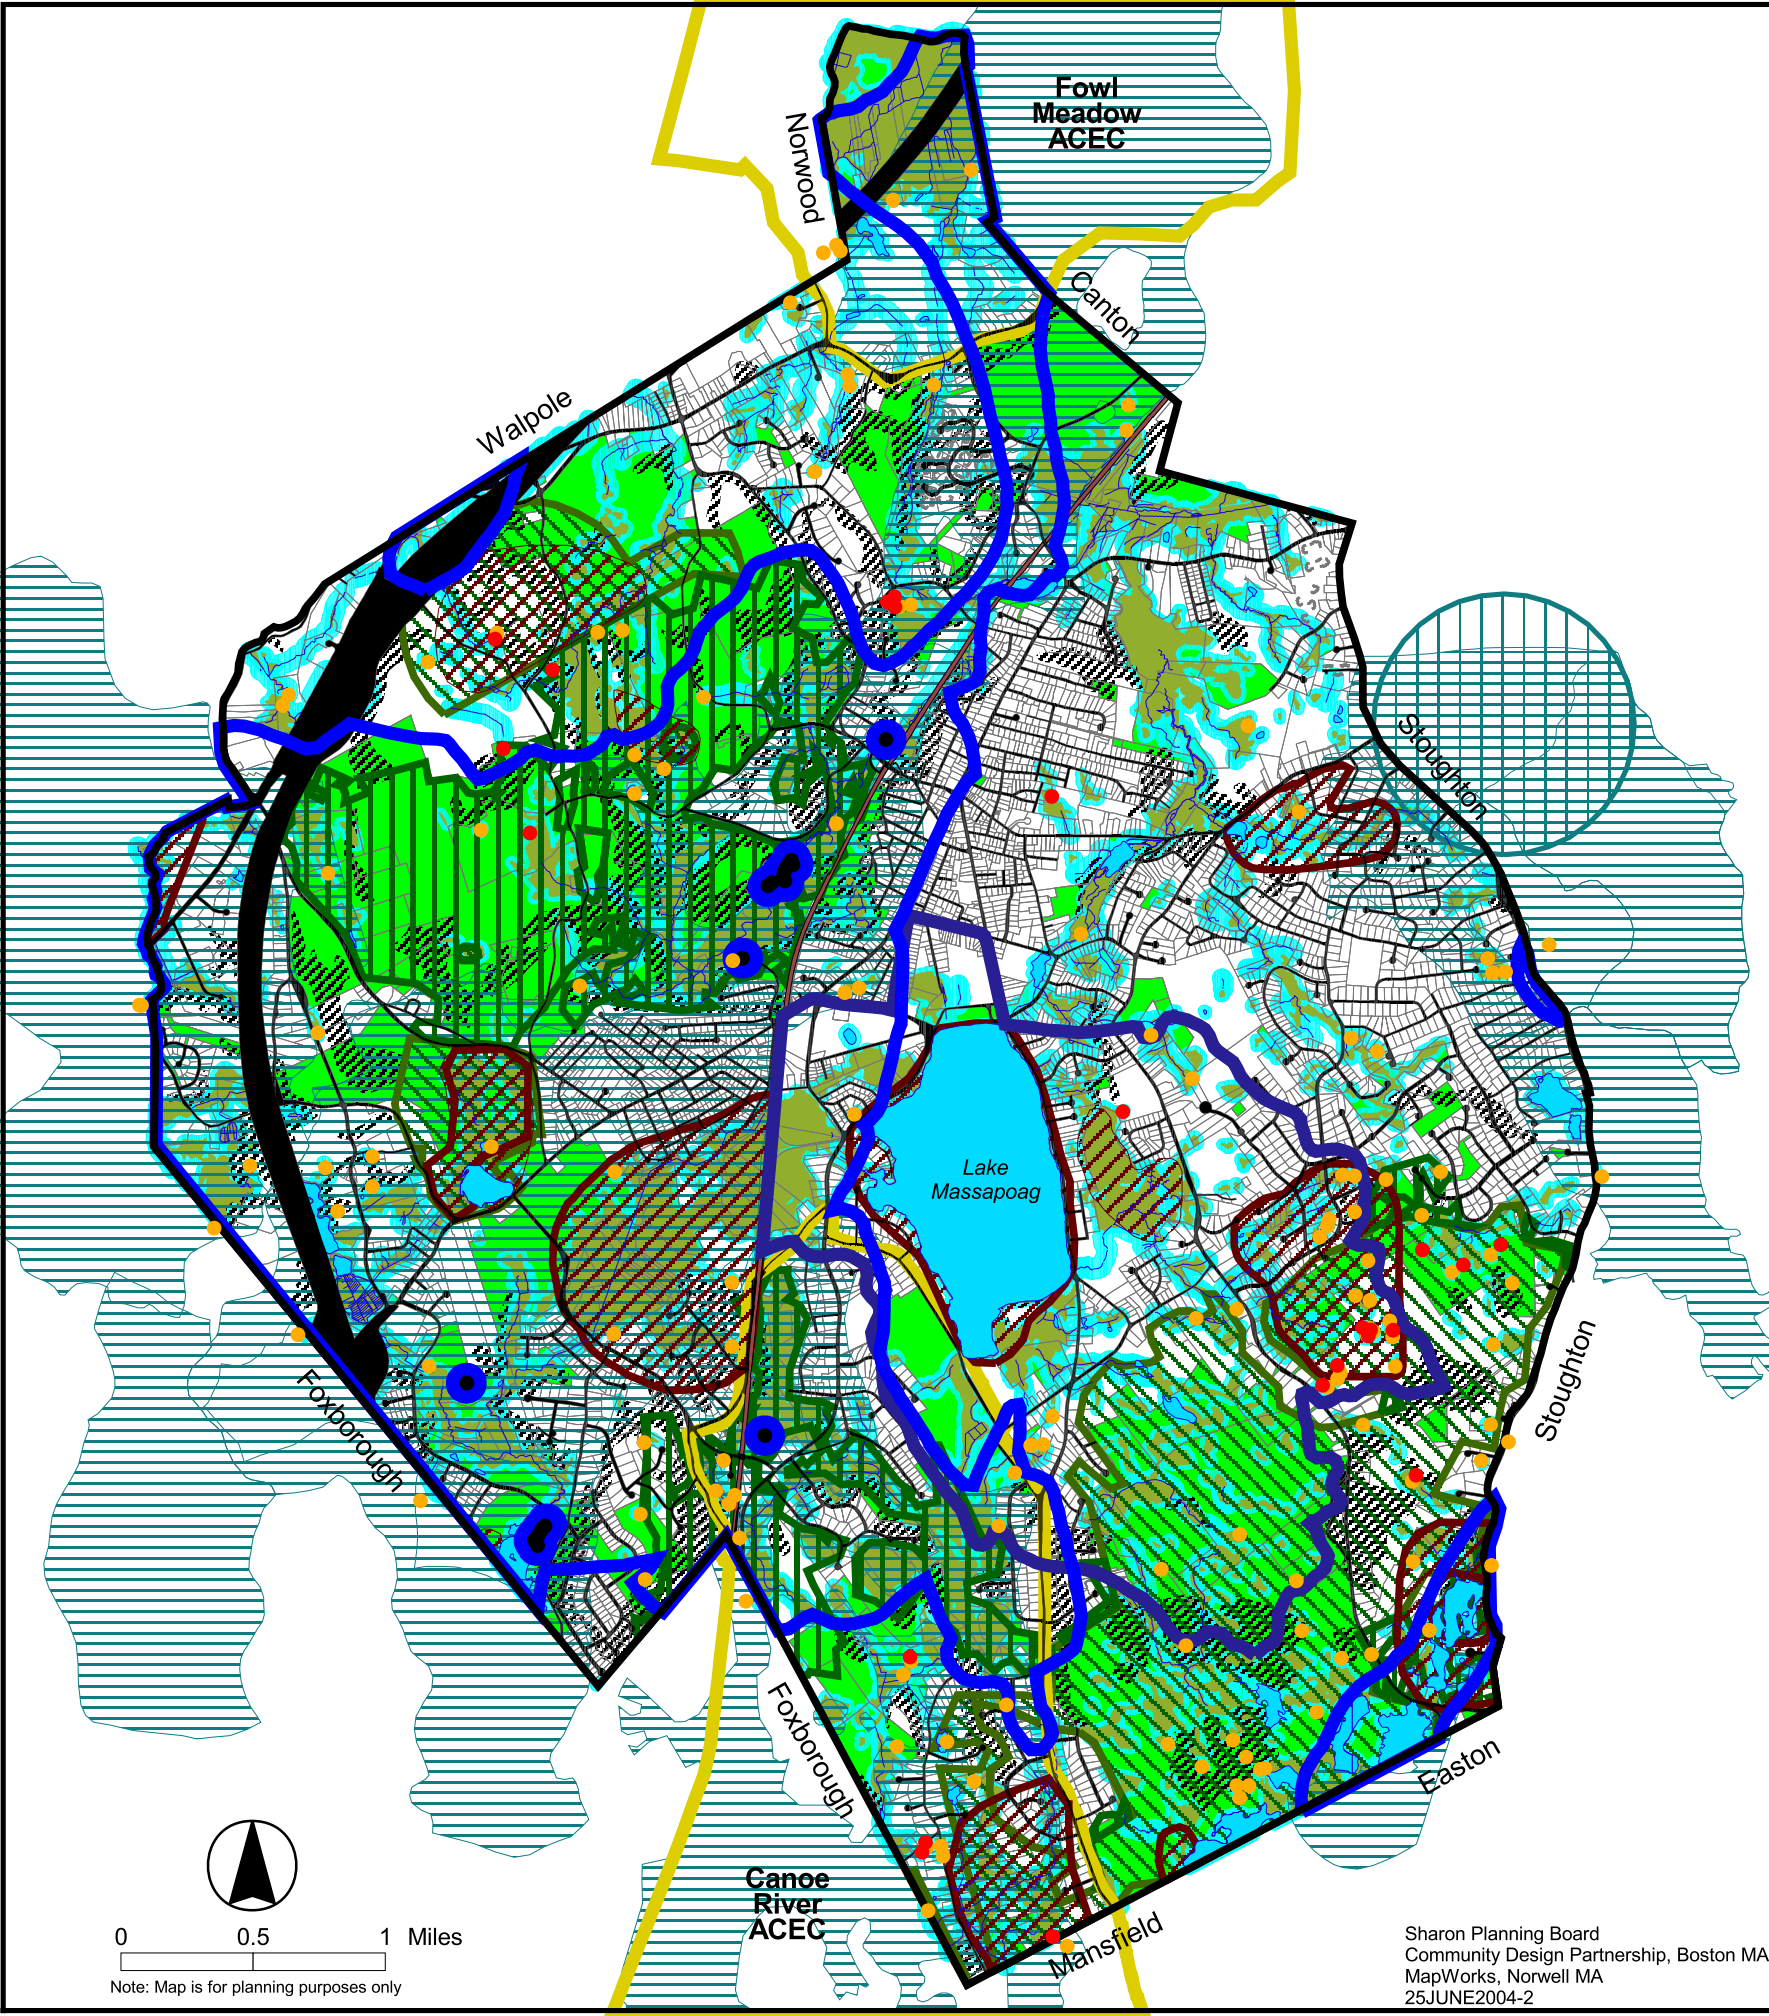 Fowl
Meadow
ACEC
Norwood
Canton
Walpole
Stoughton
Lake
Massapoag
Stoughton
Foxborough
Foxborough
Easton
Canoe
River
ACEC
Mansfield
0 0.5 1 Miles
Note: Map is for planning purposes only
Sharon Planning Board
Community Design Partnership, Boston MA
MapWorks, Norwell MA
25JUNE2004-2